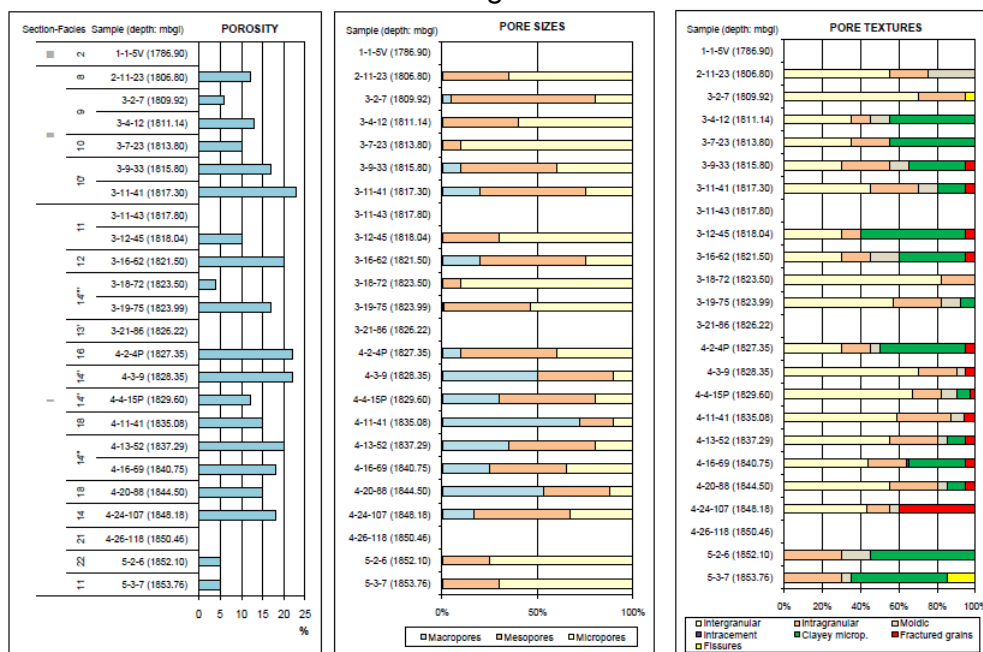 Section-Facies Sample (depth: mbgl) POROSITY
2 1-1-5V (1786.90)
8 2-11-23 (1806.80)
3-2-7 (1809.92)
9
3-4-12 (1811.14)
10 3-7-23 (1813.80)
3-9-33 (1815.80)
10'
3-11-41 (1817.30)
3-11-43 (1817.80)
11
3-12-45 (1818.04)
12 3-16-62 (1821.50)
3-18-72 (1823.50)
3-19-75 (1823.99)
13' 3-21-86 (1826.22)
16 4-2-4P (1827.35)
4-3-9 (1828.35)
4-4-15P (1829.60)
18 4-11-41 (1835.08)
4-13-52 (1837.29)
4-16-69 (1840.75)
18 4-20-88 (1844.50)
14 4-24-107 (1848.18)
21 4-26-118 (1850.46)
22 5-2-6 (1852.10)
11 5-3-7 (1853.76)
0 5 10 15 20 25
%
PORE SIZES
Sample (depth: mbgl)
1-1-5V (1786.90)
2-11-23 (1806.80)
3-2-7 (1809.92)
3-4-12 (1811.14)
3-7-23 (1813.80)
3-9-33 (1815.80)
3-11-41 (1817.30)
3-11-43 (1817.80)
3-12-45 (1818.04)
3-16-62 (1821.50)
3-18-72 (1823.50)
3-19-75 (1823.99)
3-21-86 (1826.22)
4-2-4P (1827.35)
4-3-9 (1828.35)
4-4-15P (1829.60)
4-11-41 (1835.08)
4-13-52 (1837.29)
4-16-69 (1840.75)
4-20-88 (1844.50)
4-24-107 (1848.18)
4-26-118 (1850.46)
5-2-6 (1852.10)
5-3-7 (1853.76)
0% 50% 100%
Macropores Mesopores Micropores
PORE TEXTURES
Sample (depth: mbgl)
1-1-5V (1786.90)
2-11-23 (1806.80)
3-2-7 (1809.92)
3-4-12 (1811.14)
3-7-23 (1813.80)
3-9-33 (1815.80)
3-11-41 (1817.30)
3-11-43 (1817.80)
3-12-45 (1818.04)
3-16-62 (1821.50)
3-18-72 (1823.50)
3-19-75 (1823.99)
3-21-86 (1826.22)
4-2-4P (1827.35)
4-3-9 (1828.35)
4-4-15P (1829.60)
4-11-41 (1835.08)
4-13-52 (1837.29)
4-16-69 (1840.75)
4-20-88 (1844.50)
4-24-107 (1848.18)
4-26-118 (1850.46)
5-2-6 (1852.10)
5-3-7 (1853.76)
0% 20% 40% 60% 80% 100%
Intergranular Intragranular Moldic
Intracement Clayey microp. Fractured grains
Fissures